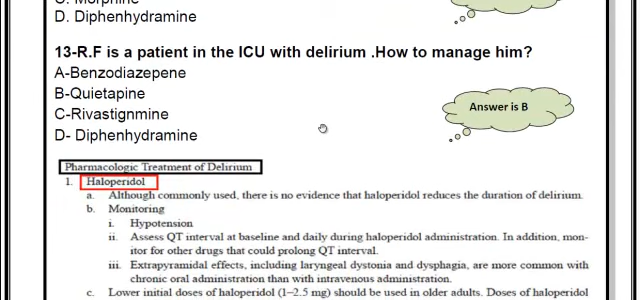 C. Morphine
D. Diphenhydramine
13-R.F is a patient in the ICU with delirium .How to manage him?
A-Benzodiazepene
B-Quietapine
C-Rivastignmine
D- Diphenhydramine
Answer is B
Pharmacologic Treatment of Delirium
1. Haloperidol
a. Although commonly used, there is no evidence that haloperidol reduces the duration of delirium.
b. Monitoring
i. Hypotension
ii. Assess QT interval at baseline and daily during haloperidol administration. In addition, mon-
itor for other drugs that could prolong QT interval.
iii. Extrapyramidal effects, including laryngeal dystonia and dysphagia, are more common with
chronic oral administration than with intravenous administration.
c. Lower initial doses of haloperidol (1–2.5 mg) should be used in older adults. Doses of haloperidol